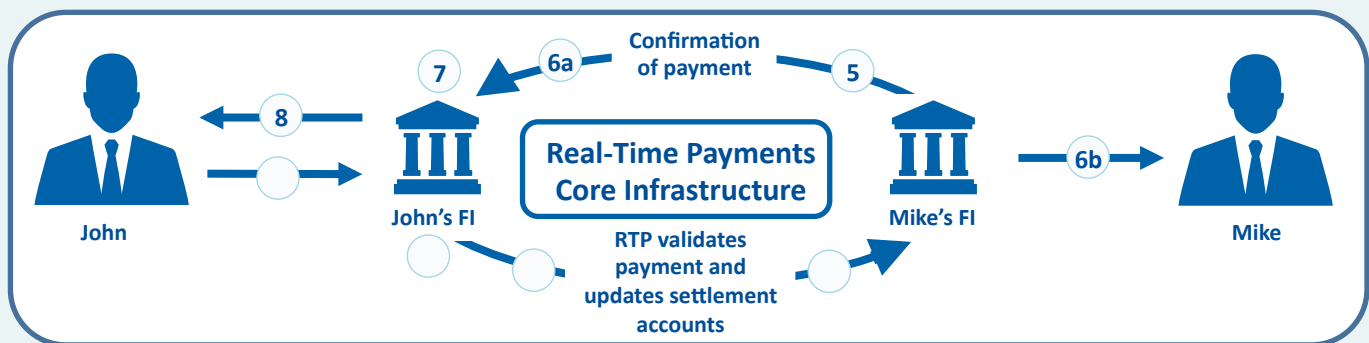 Confirmation
of payment
6a
5
7
8
Real-Time Payments
Core Infrastructure
6b
John
John's FI
Mike's FI
Mike
RTP validates
payment and
updates settlement
accounts